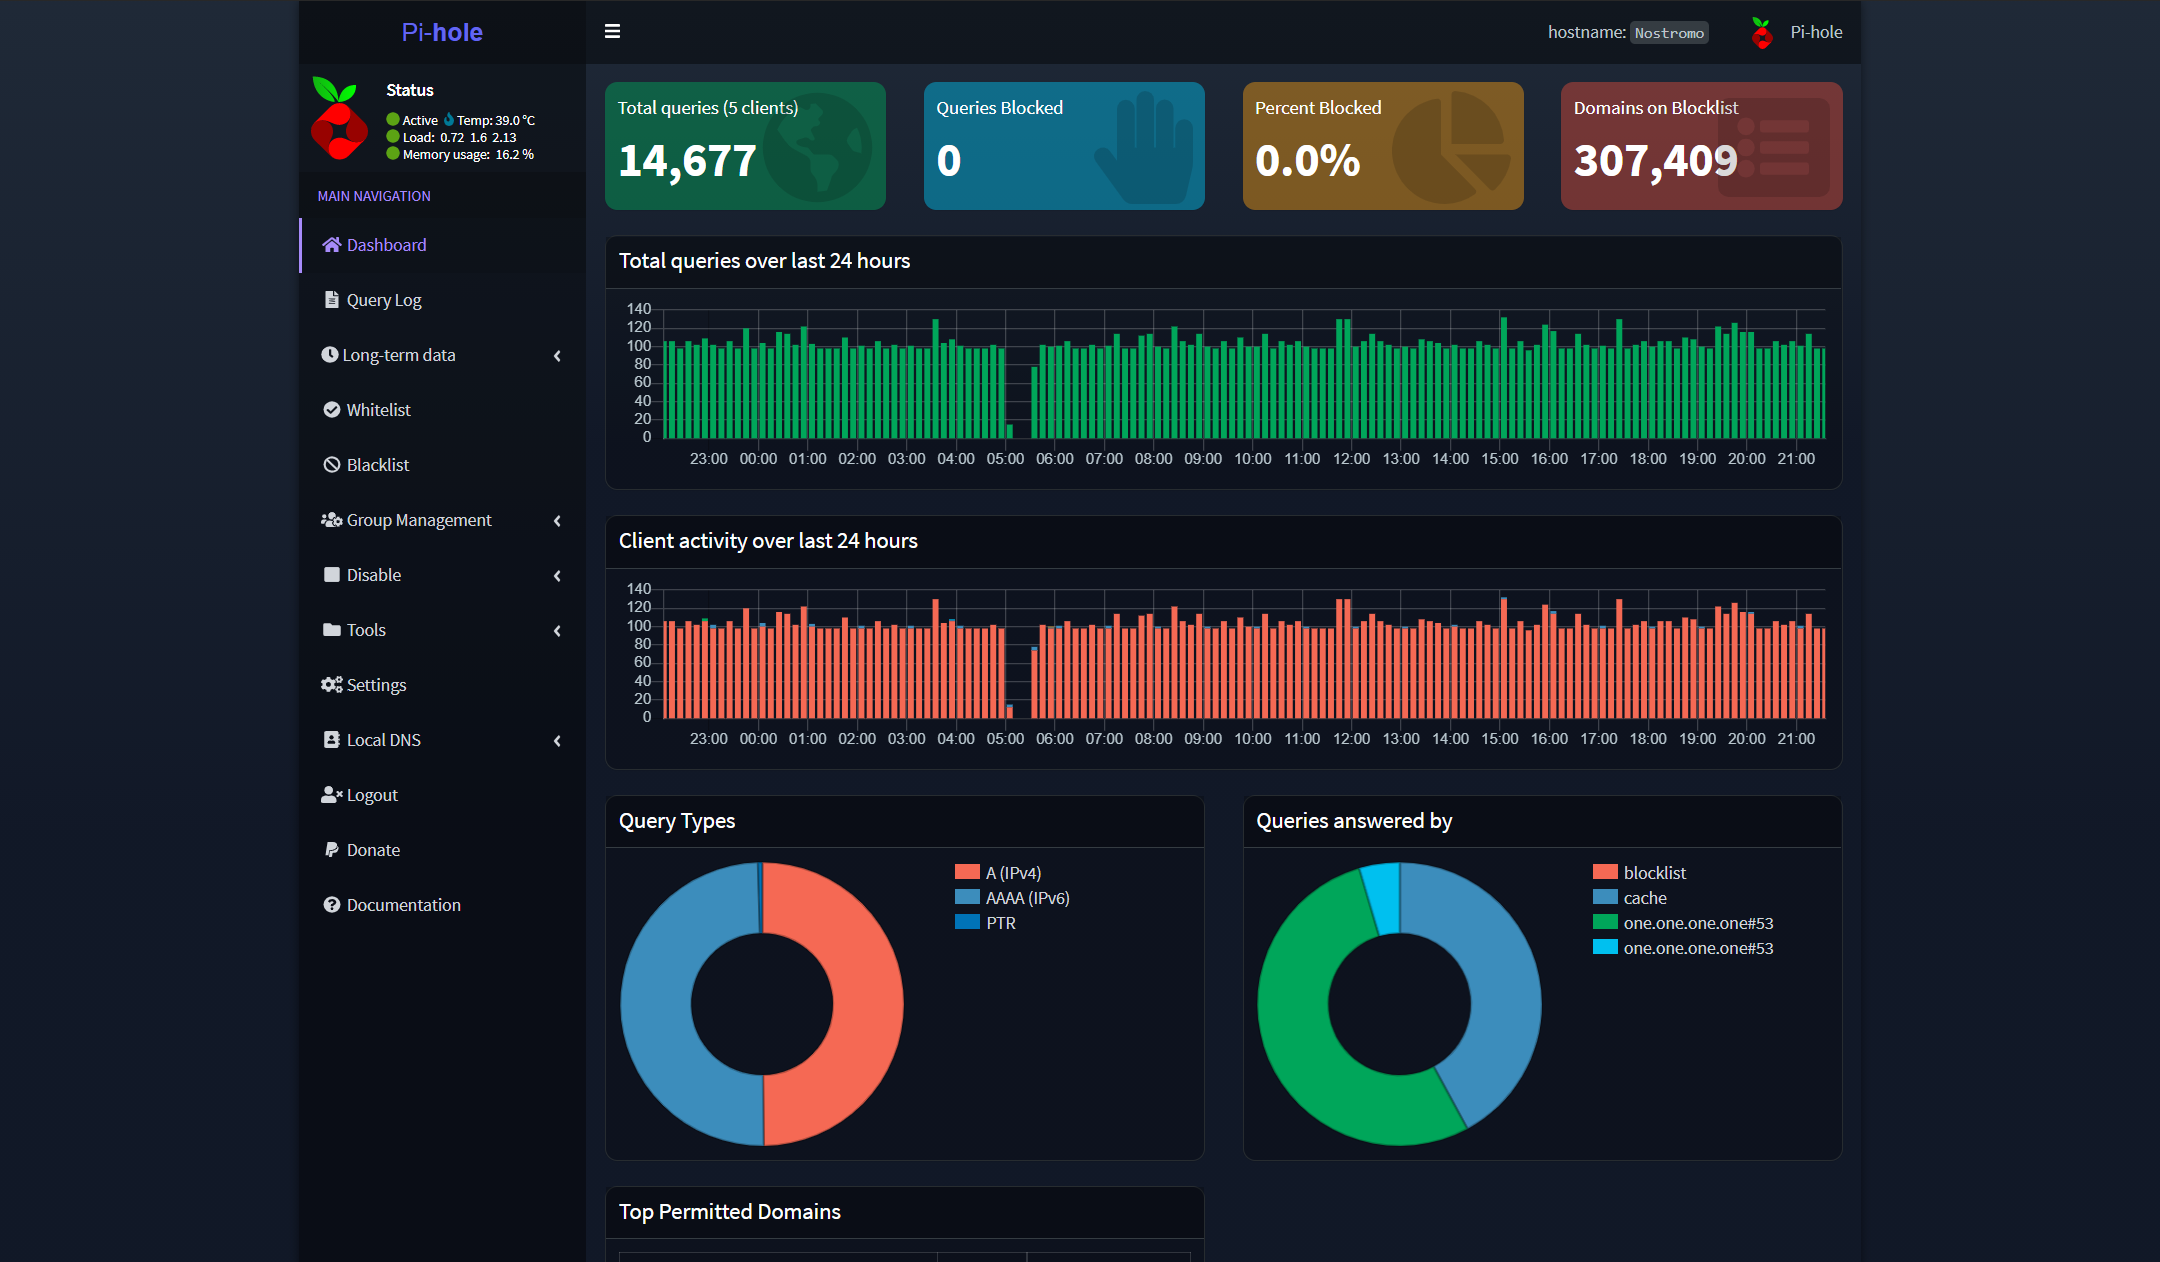 Pi-hole
hostname: Nostromo
Pi-hole
Status
Active Temp: 39.0 °C
Load: 0.72 1.6 2.13
Memory usage: 16.2 %
MAIN NAVIGATION
Dashboard
Query Log
Long-term data
Whitelist
Blacklist
Group Management
Disable
Tools
Settings
Local DNS
Logout
Donate
Documentation
Total queries (5 clients)
14,677
Queries Blocked
0
Percent Blocked
0.0%
Domains on Blocklist
307,409
Total queries over last 24 hours
140
120
100
80
60
40
20
0
23:00 00:00 01:00 02:00 03:00 04:00 05:00 06:00 07:00 08:00 09:00 10:00 11:00 12:00 13:00 14:00 15:00 16:00 17:00 18:00 19:00 20:00 21:00
Client activity over last 24 hours
140
120
100
80
60
40
20
0
23:00 00:00 01:00 02:00 03:00 04:00 05:00 06:00 07:00 08:00 09:00 10:00 11:00 12:00 13:00 14:00 15:00 16:00 17:00 18:00 19:00 20:00 21:00
Query Types
A (IPv4)
AAAA (IPv6)
PTR
Queries answered by
blocklist
cache
one.one.one.one#53
one.one.one.one#53
Top Permitted Domains